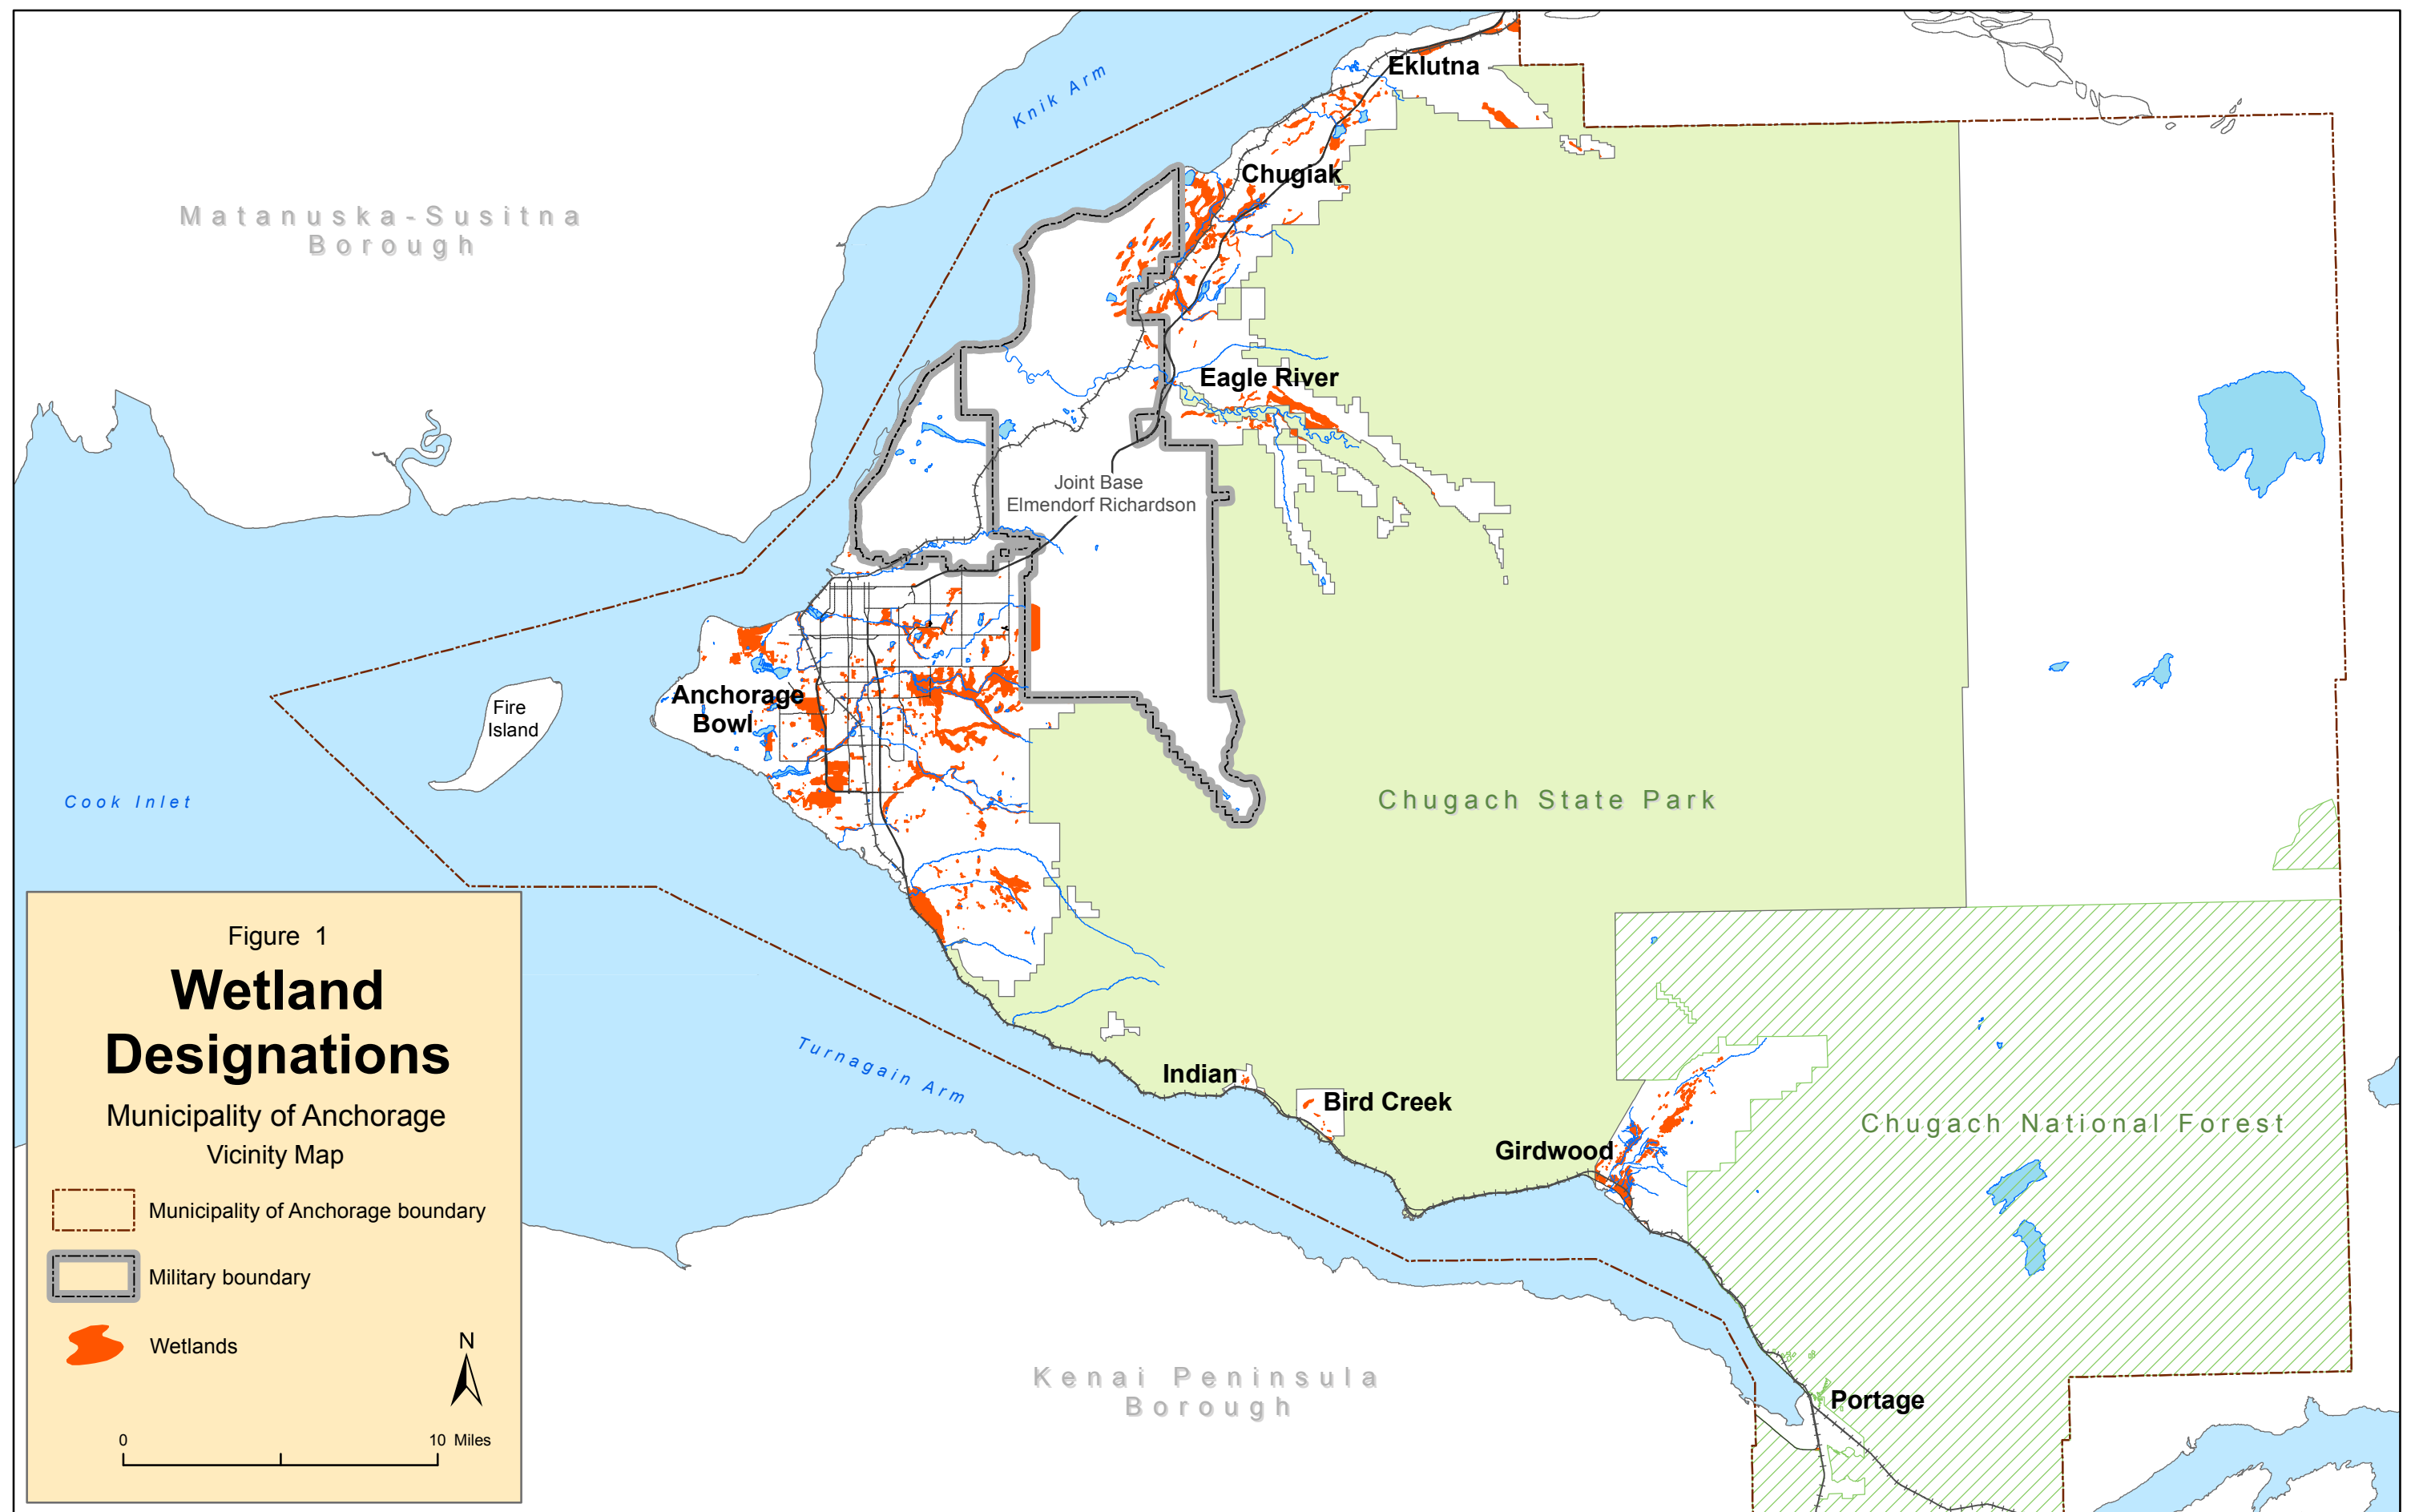 Eklutna
Knik Arm
Chugiak
Matanuska-Susitna
Borough
Eagle River
Joint Base
Elmendorf Richardson
Anchorage
Bowl
Fire
Island
Cook Inlet
Chugach State Park
Turnagain Arm
Indian
Bird Creek
Girdwood
Chugach National Forest
Kenai Peninsula
Borough
Portage
Figure 1
Wetland
Designations
Municipality of Anchorage
Vicinity Map
Municipality of Anchorage boundary
Military boundary
Wetlands
N
0 10 Miles